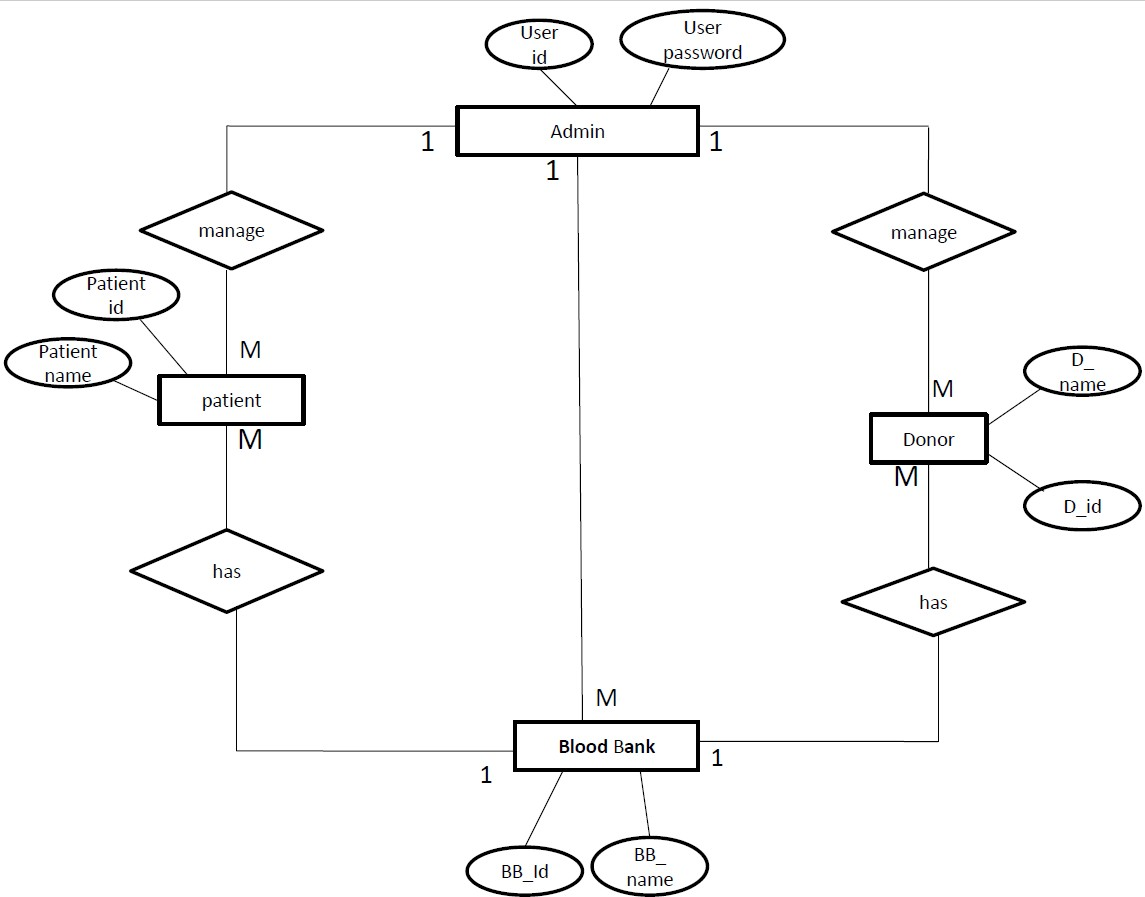 User
id
User
password
Admin
1
1
1
manage
manage
Patient
id
Patient
name
M
patient
M
D_
name
M
Donor
M
D_id
has
has
M
Blood Bank
1
1
BB_Id
BB_
name